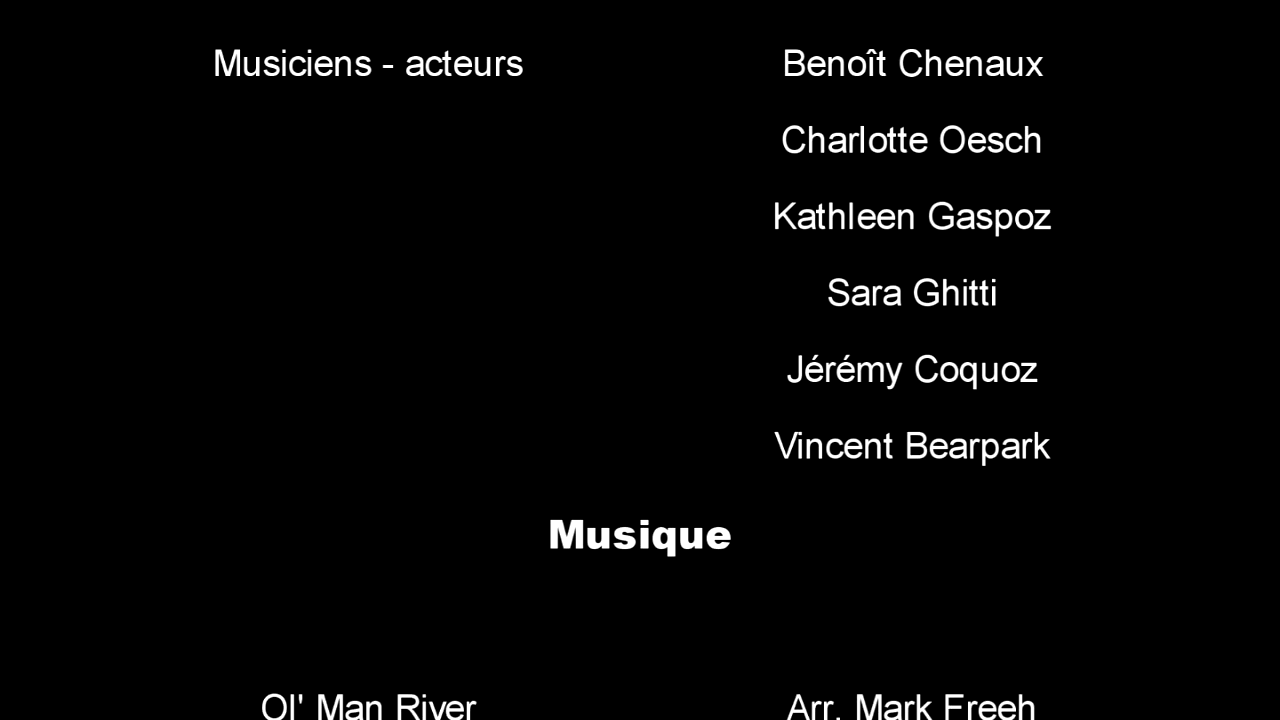 Musiciens - acteurs Benoît Chenaux
Charlotte Oesch
Kathleen Gaspoz
Sara Ghitti
Jérémy Coquoz
Vincent Bearpark
Musique
Ol' Man River Arr. Mark Freeh